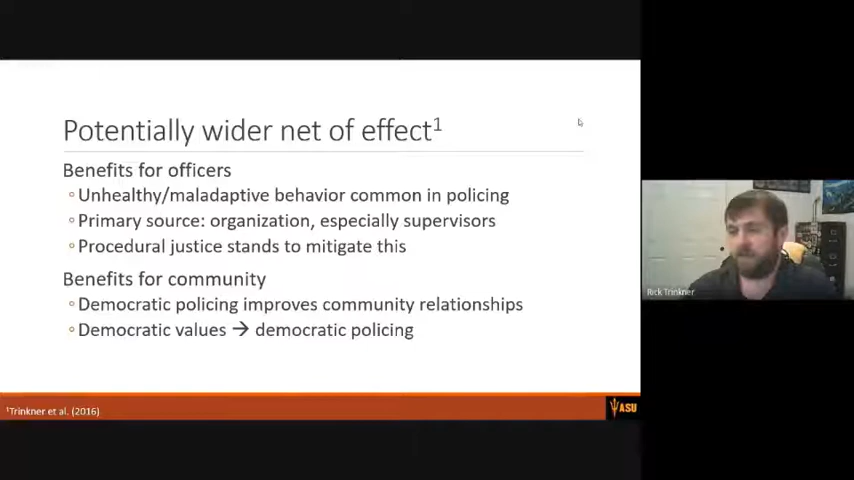 Potentially wider net of effect¹
Benefits for officers
◦Unhealthy/maladaptive behavior common in policing
◦Primary source: organization, especially supervisors
◦Procedural justice stands to mitigate this
Benefits for community
◦Democratic policing improves community relationships
◦Democratic values → democratic policing
¹Trinkner et al. (2016)
ASU
Rick Trinkner